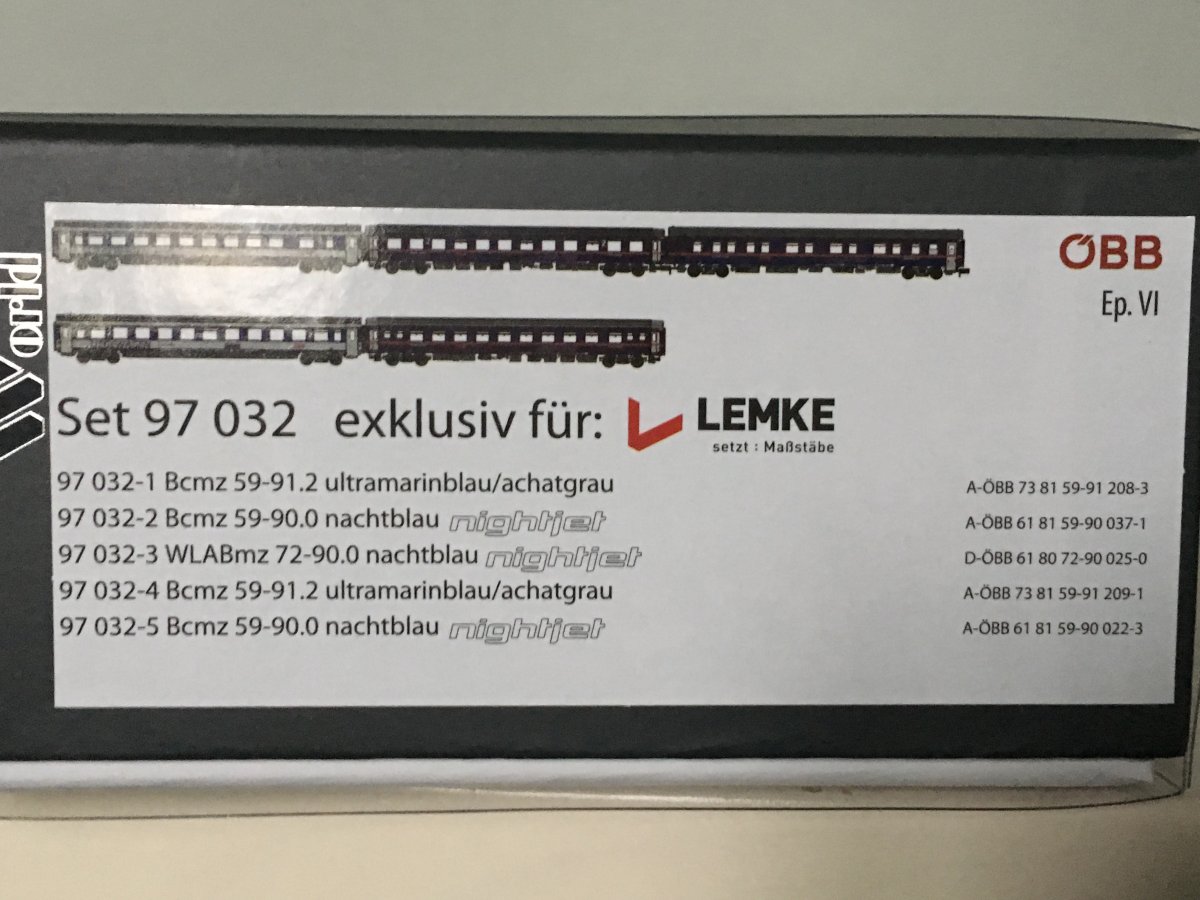 World
ÖBB
Ep. VI
Set 97 032 exklusiv für: LEMKE
setzt : Maßstäbe
97 032-1 Bcmz 59-91.2 ultramarinblau/achatgrau A-ÖBB 73 81 59-91 208-3
97 032-2 Bcmz 59-90.0 nachtblau nightjet A-ÖBB 61 81 59-90 037-1
97 032-3 WLABmz 72-90.0 nachtblau nightjet D-ÖBB 61 80 72-90 025-0
97 032-4 Bcmz 59-91.2 ultramarinblau/achatgrau A-ÖBB 73 81 59-91 209-1
97 032-5 Bcmz 59-90.0 nachtblau nightjet A-ÖBB 61 81 59-90 022-3